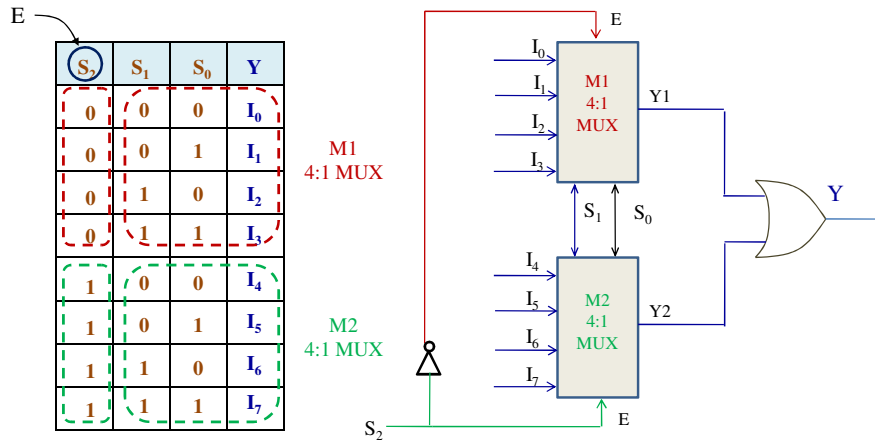 E
S₂ S₁ S₀ Y
0 0 0 I₀
0 0 1 I₁
0 1 0 I₂
0 1 1 I₃
1 0 0 I₄
1 0 1 I₅
1 1 0 I₆
1 1 1 I₇
M1
4:1 MUX
M2
4:1 MUX
E
I₀
I₁
I₂
I₃
M1
4:1
MUX
Y1
S₁ S₀
Y
I₄
I₅
I₆
I₇
M2
4:1
MUX
Y2
S₂
E